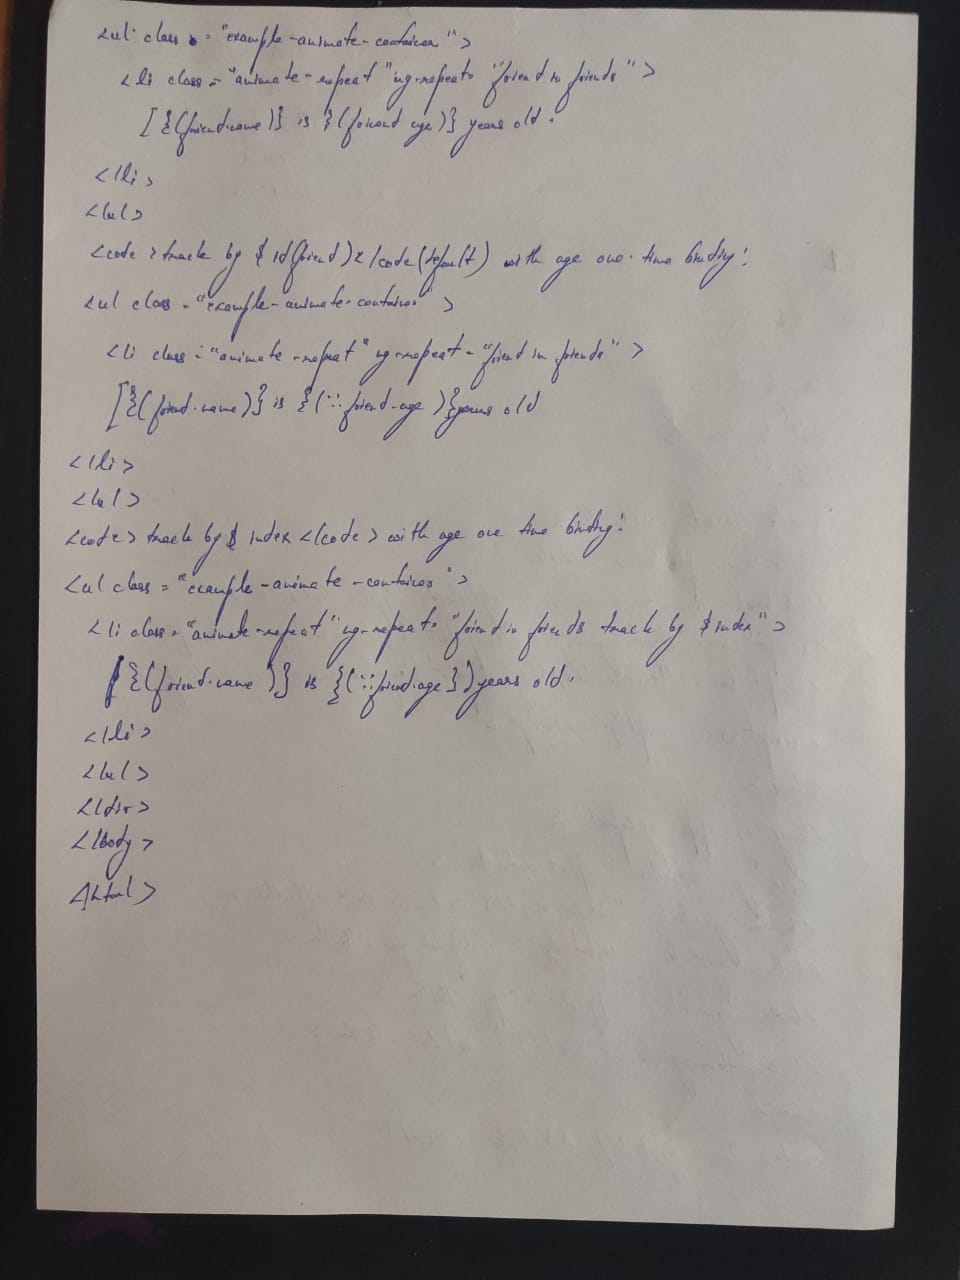 <ul class = "example-animate-container">
<li class = "animate-repeat" ng-repeat= "friend in friends">
[{(friend.name)} is {(friend age)} years old.
</li>
</ul>
<code> track by $id(friend)</code(default) with age one-time binding:
<ul class = "example-animate-container">
<li class = "animate-repeat" ng-repeat= "friend in friends">
[{(friend.name)} is {(::friend.age)} years old
</li>
</ul>
<code> track by $ index </code> with age one time binding:
<ul class = "example-animate-container">
<li class = "animate-repeat" ng-repeat= "friend in friends track by $index">
[{(friend.name)} is {(::friend.age}) years old.
</li>
</ul>
</div>
</body>
</html>